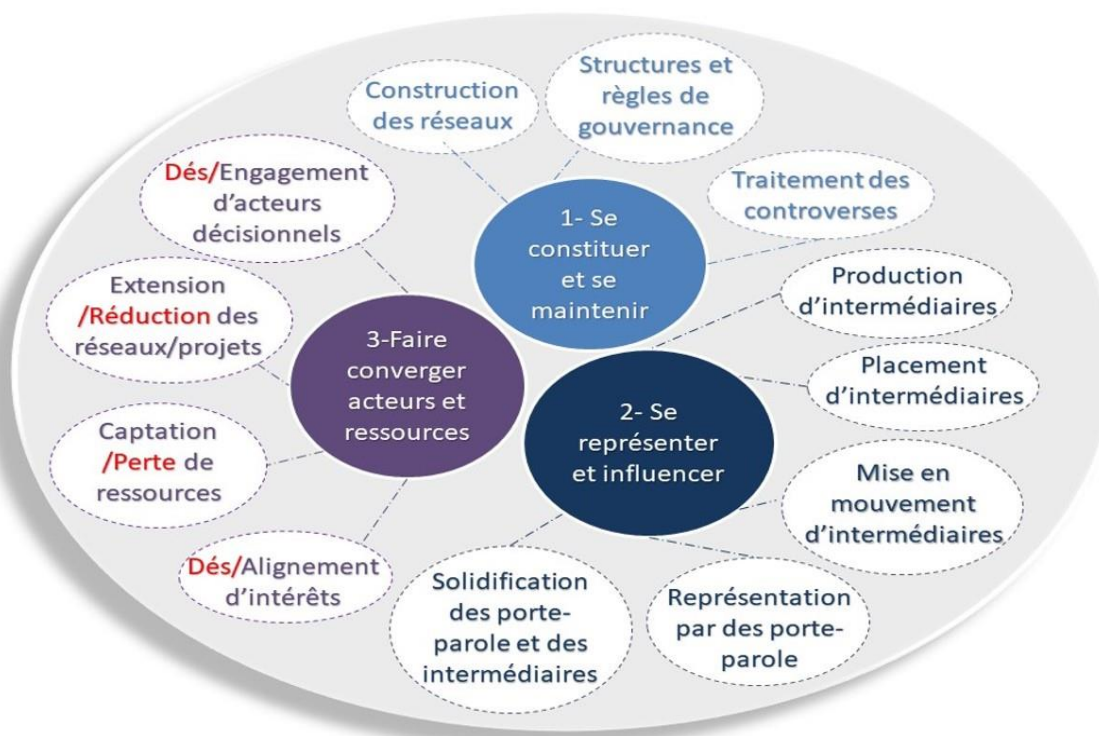 Construction
des réseaux
Structures et
règles de
gouvernance
Traitement des
controverses
1- Se
constituer
et se
maintenir
Production
d'intermédiaires
Placement
d'intermédiaires
Mise en
mouvement
d'intermédiaires
Représentation
par des porte-
parole
Solidification
des porte-
parole et des
intermédiaires
2- Se
représenter
et influencer
Dés/Engagement
d'acteurs
décisionnels
Extension
/Réduction des
réseaux/projets
Captation
/Perte de
ressources
Dés/Alignement
d'intérêts
3-Faire
converger
acteurs et
ressources